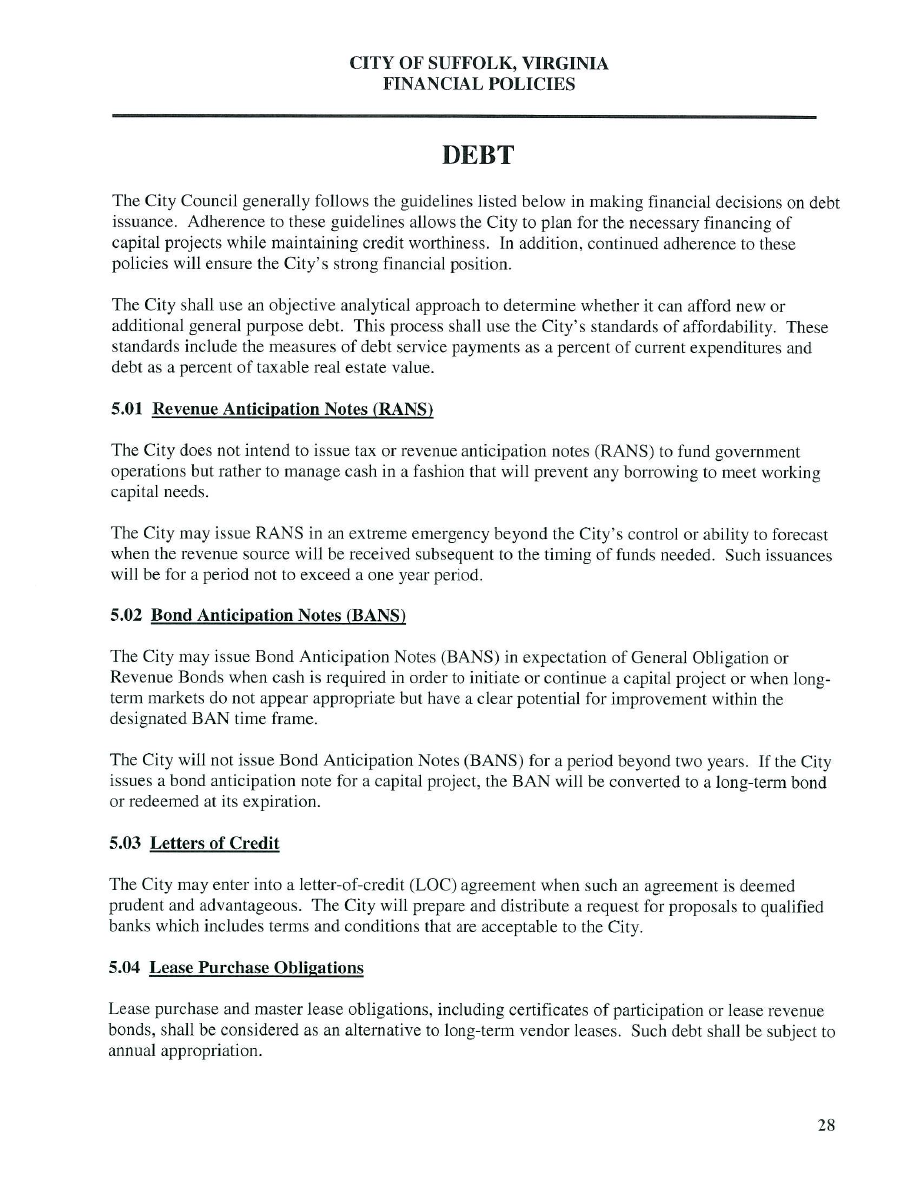 CITY OF SUFFOLK, VIRGINIA
FINANCIAL POLICIES
DEBT
The City Council generally follows the guidelines listed below in making financial decisions on debt
issuance. Adherence to these guidelines allows the City to plan for the necessary financing of
capital projects while maintaining credit worthiness. In addition, continued adherence to these
policies will ensure the City's strong financial position.
The City shall use an objective analytical approach to determine whether it can afford new or
additional general purpose debt. This process shall use the City's standards of affordability. These
standards include the measures of debt service payments as a percent of current expenditures and
debt as a percent of taxable real estate value.
5.01 Revenue Anticipation Notes (RANS)
The City does not intend to issue tax or revenue anticipation notes (RANS) to fund government
operations but rather to manage cash in a fashion that will prevent any borrowing to meet working
capital needs.
The City may issue RANS in an extreme emergency beyond the City's control or ability to forecast
when the revenue source will be received subsequent to the timing of funds needed. Such issuances
will be for a period not to exceed a one year period.
5.02 Bond Anticipation Notes (BANS)
The City may issue Bond Anticipation Notes (BANS) in expectation of General Obligation or
Revenue Bonds when cash is required in order to initiate or continue a capital project or when long-
term markets do not appear appropriate but have a clear potential for improvement within the
designated BAN time frame.
The City will not issue Bond Anticipation Notes (BANS) for a period beyond two years. If the City
issues a bond anticipation note for a capital project, the BAN will be converted to a long-term bond
or redeemed at its expiration.
5.03 Letters of Credit
The City may enter into a letter-of-credit (LOC) agreement when such an agreement is deemed
prudent and advantageous. The City will prepare and distribute a request for proposals to qualified
banks which includes terms and conditions that are acceptable to the City.
5.04 Lease Purchase Obligations
Lease purchase and master lease obligations, including certificates of participation or lease revenue
bonds, shall be considered as an alternative to long-term vendor leases. Such debt shall be subject to
annual appropriation.
28